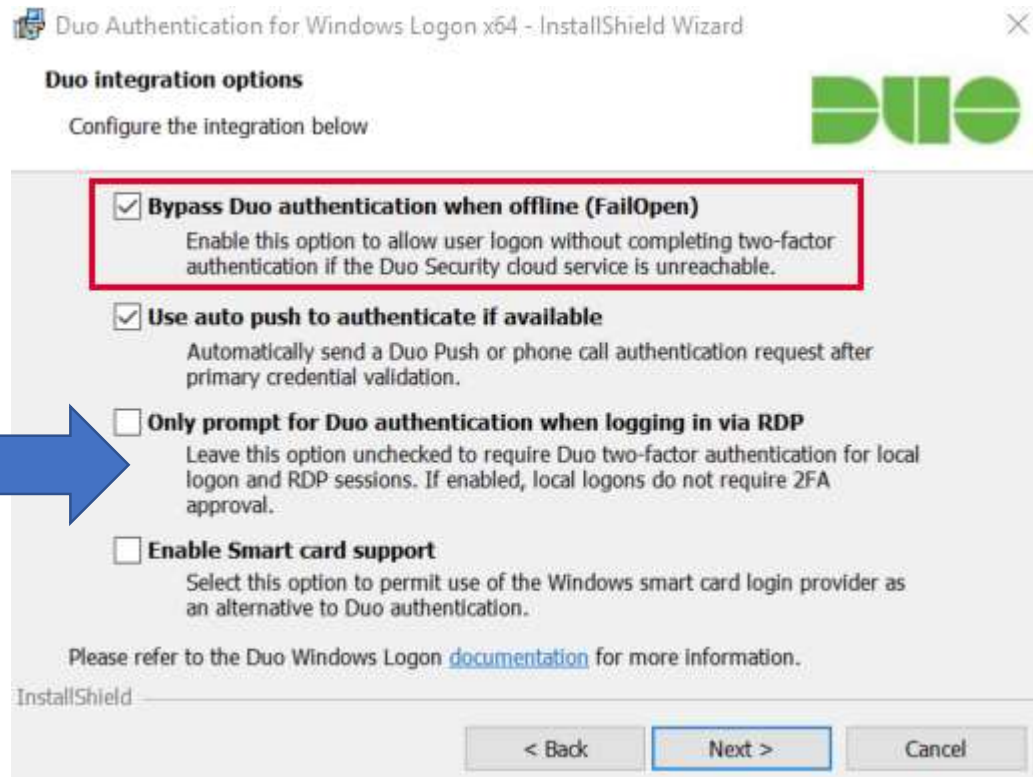 Duo Authentication for Windows Logon x64 - InstallShield Wizard
Duo integration options
Configure the integration below
DUO
Bypass Duo authentication when offline (FailOpen)
Enable this option to allow user logon without completing two-factor
authentication if the Duo Security cloud service is unreachable.
Use auto push to authenticate if available
Automatically send a Duo Push or phone call authentication request after
primary credential validation.
Only prompt for Duo authentication when logging in via RDP
Leave this option unchecked to require Duo two-factor authentication for local
logon and RDP sessions. If enabled, local logons do not require 2FA
approval.
Enable Smart card support
Select this option to permit use of the Windows smart card login provider as
an alternative to Duo authentication.
Please refer to the Duo Windows Logon documentation for more information.
InstallShield
< Back Next > Cancel